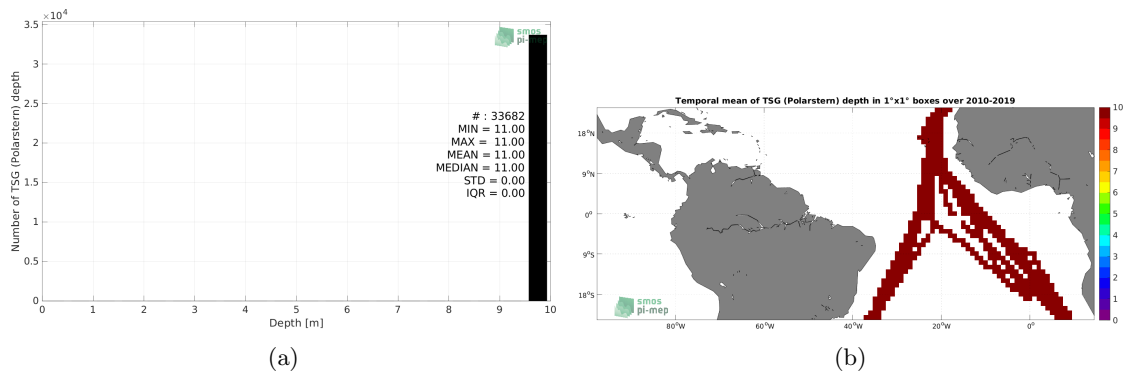 ×10⁴
3.5
3
2.5
2
1.5
1
0.5
0
Number of TSG (Polarstern) depth
smos
pi-mep
# : 33682
MIN = 11.00
MAX = 11.00
MEAN = 11.00
MEDIAN = 11.00
STD = 0.00
IQR = 0.00
0 1 2 3 4 5 6 7 8 9 10
Depth [m]
(a)
Temporal mean of TSG (Polarstern) depth in 1°x1° boxes over 2010-2019
18°N
9°N
0°
9°S
18°S
smos
pi-mep
80°W 60°W 40°W 20°W 0°
10
9
8
7
6
5
4
3
2
1
0
(b)